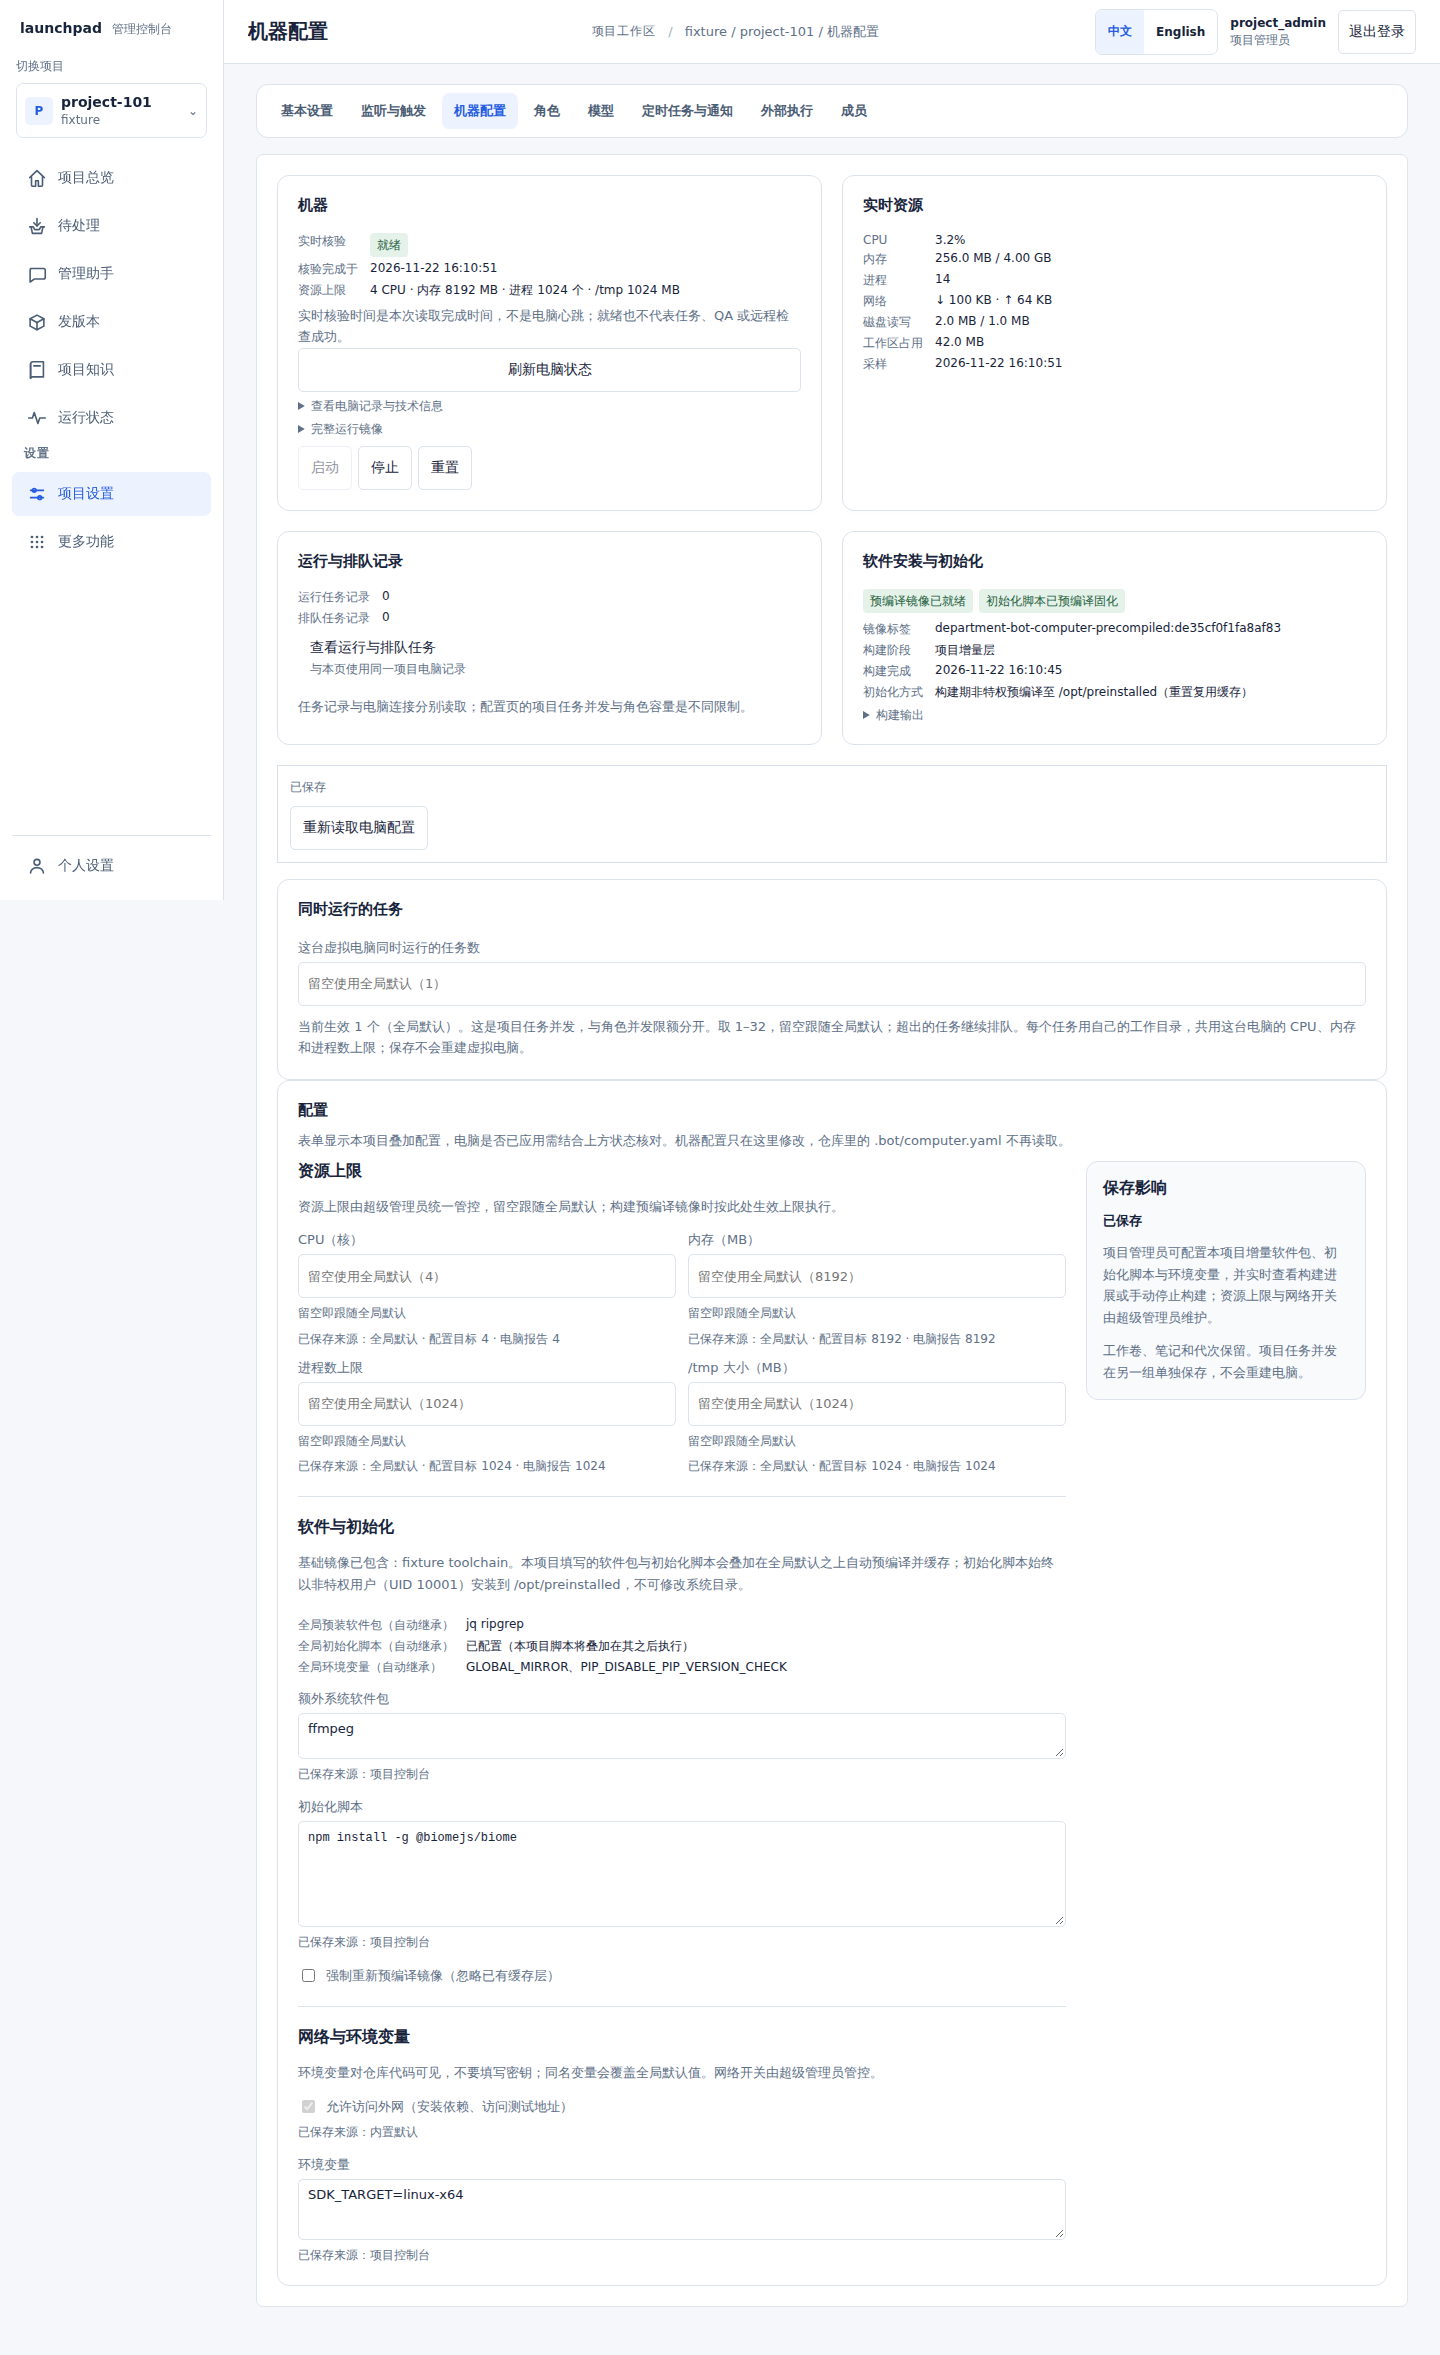 launchpad 管理控制台
切换项目
P
project-101
fixture
项目总览
待处理
管理助手
发版本
项目知识
运行状态
设置
项目设置
更多功能
个人设置
机器配置
项目工作区 / fixture / project-101 / 机器配置
中文 English
project_admin
项目管理员
退出登录
基本设置 监听与触发 机器配置 角色 模型 定时任务与通知 外部执行 成员
机器
实时核验 就绪
核验完成于 2026-11-22 16:10:51
资源上限 4 CPU · 内存 8192 MB · 进程 1024 个 · /tmp 1024 MB
实时核验时间是本次读取完成时间，不是电脑心跳；就绪也不代表任务、QA 或远程检
查成功。
刷新电脑状态
查看电脑记录与技术信息
完整运行镜像
启动 停止 重置
实时资源
CPU 3.2%
内存 256.0 MB / 4.00 GB
进程 14
网络 ↓ 100 KB · ↑ 64 KB
磁盘读写 2.0 MB / 1.0 MB
工作区占用 42.0 MB
采样 2026-11-22 16:10:51
运行与排队记录
运行任务记录 0
排队任务记录 0
查看运行与排队任务
与本页使用同一项目电脑记录
任务记录与电脑连接分别读取；配置页的项目任务并发与角色容量是不同限制。
软件安装与初始化
预编译镜像已就绪 初始化脚本已预编译固化
镜像标签 department-bot-computer-precompiled:de35cf0f1fa8af83
构建阶段 项目增量层
构建完成 2026-11-22 16:10:45
初始化方式 构建期非特权预编译至 /opt/preinstalled（重置复用缓存）
构建输出
已保存
重新读取电脑配置
同时运行的任务
这台虚拟电脑同时运行的任务数
留空使用全局默认（1）
当前生效 1 个（全局默认）。这是项目任务并发，与角色并发限额分开。取 1–32，留空跟随全局默认；超出的任务继续排队。每个任务用自己的工作目录，共用这台电脑的 CPU、内存
和进程数上限；保存不会重建虚拟电脑。
配置
表单显示本项目叠加配置，电脑是否已应用需结合上方状态核对。机器配置只在这里修改，仓库里的 .bot/computer.yaml 不再读取。
资源上限
资源上限由超级管理员统一管控，留空跟随全局默认；构建预编译镜像时按此处生效上限执行。
CPU（核） 内存（MB）
留空使用全局默认（4） 留空使用全局默认（8192）
留空即跟随全局默认 留空即跟随全局默认
已保存来源：全局默认 · 配置目标 4 · 电脑报告 4 已保存来源：全局默认 · 配置目标 8192 · 电脑报告 8192
进程数上限 /tmp 大小（MB）
留空使用全局默认（1024） 留空使用全局默认（1024）
留空即跟随全局默认 留空即跟随全局默认
已保存来源：全局默认 · 配置目标 1024 · 电脑报告 1024 已保存来源：全局默认 · 配置目标 1024 · 电脑报告 1024
保存影响
已保存
项目管理员可配置本项目增量软件包、初
始化脚本与环境变量，并实时查看构建进
展或手动停止构建；资源上限与网络开关
由超级管理员维护。
工作卷、笔记和代次保留。项目任务并发
在另一组单独保存，不会重建电脑。
软件与初始化
基础镜像已包含：fixture toolchain。本项目填写的软件包与初始化脚本会叠加在全局默认之上自动预编译并缓存；初始化脚本始终
以非特权用户（UID 10001）安装到 /opt/preinstalled，不可修改系统目录。
全局预装软件包（自动继承） jq ripgrep
全局初始化脚本（自动继承） 已配置（本项目脚本将叠加在其之后执行）
全局环境变量（自动继承） GLOBAL_MIRROR、PIP_DISABLE_PIP_VERSION_CHECK
额外系统软件包
ffmpeg
已保存来源：项目控制台
初始化脚本
npm install -g @biomejs/biome
已保存来源：项目控制台
强制重新预编译镜像（忽略已有缓存层）
网络与环境变量
环境变量对仓库代码可见，不要填写密钥；同名变量会覆盖全局默认值。网络开关由超级管理员管控。
允许访问外网（安装依赖、访问测试地址）
已保存来源：内置默认
环境变量
SDK_TARGET=linux-x64
已保存来源：项目控制台